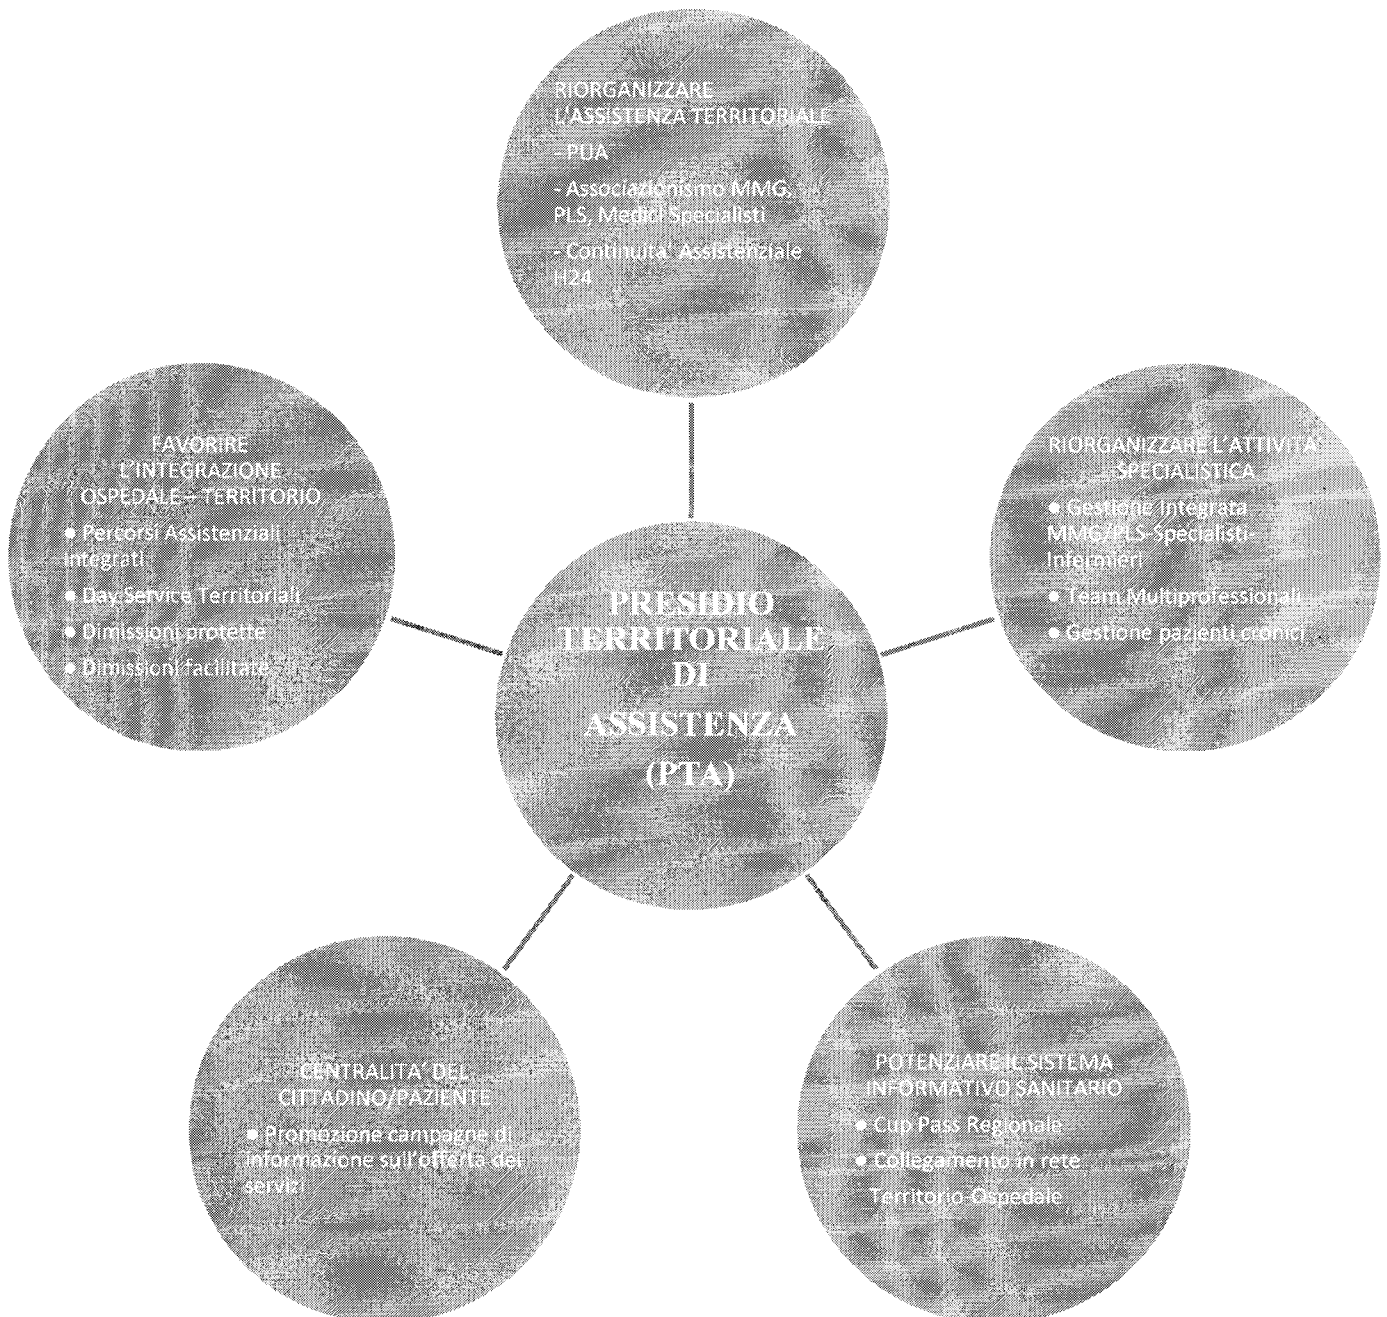 RIORGANIZZARE
L'ASSISTENZA TERRITORIALE
- PUA
- Associazionismo MMG,
PLS, Medici Specialisti
- Continuita' Assistenziale
H24
FAVORIRE
L'INTEGRAZIONE
OSPEDALE – TERRITORIO
● Percorsi Assistenziali
integrati
● Day Service Territoriali
● Dimissioni protette
● Dimissioni facilitate
RIORGANIZZARE L'ATTIVITA'
SPECIALISTICA
● Gestione Integrata
MMG/PLS-Specialisti-
Infermieri
● Team Multiprofessionali
● Gestione pazienti cronici
PRESIDIO
TERRITORIALE
DI
ASSISTENZA
(PTA)
CENTRALITA' DEL
CITTADINO/PAZIENTE
● Promozione campagne di
informazione sull'offerta dei
servizi
POTENZIARE IL SISTEMA
INFORMATIVO SANITARIO
● Cup Pass Regionale
● Collegamento in rete
Territorio-Ospedale